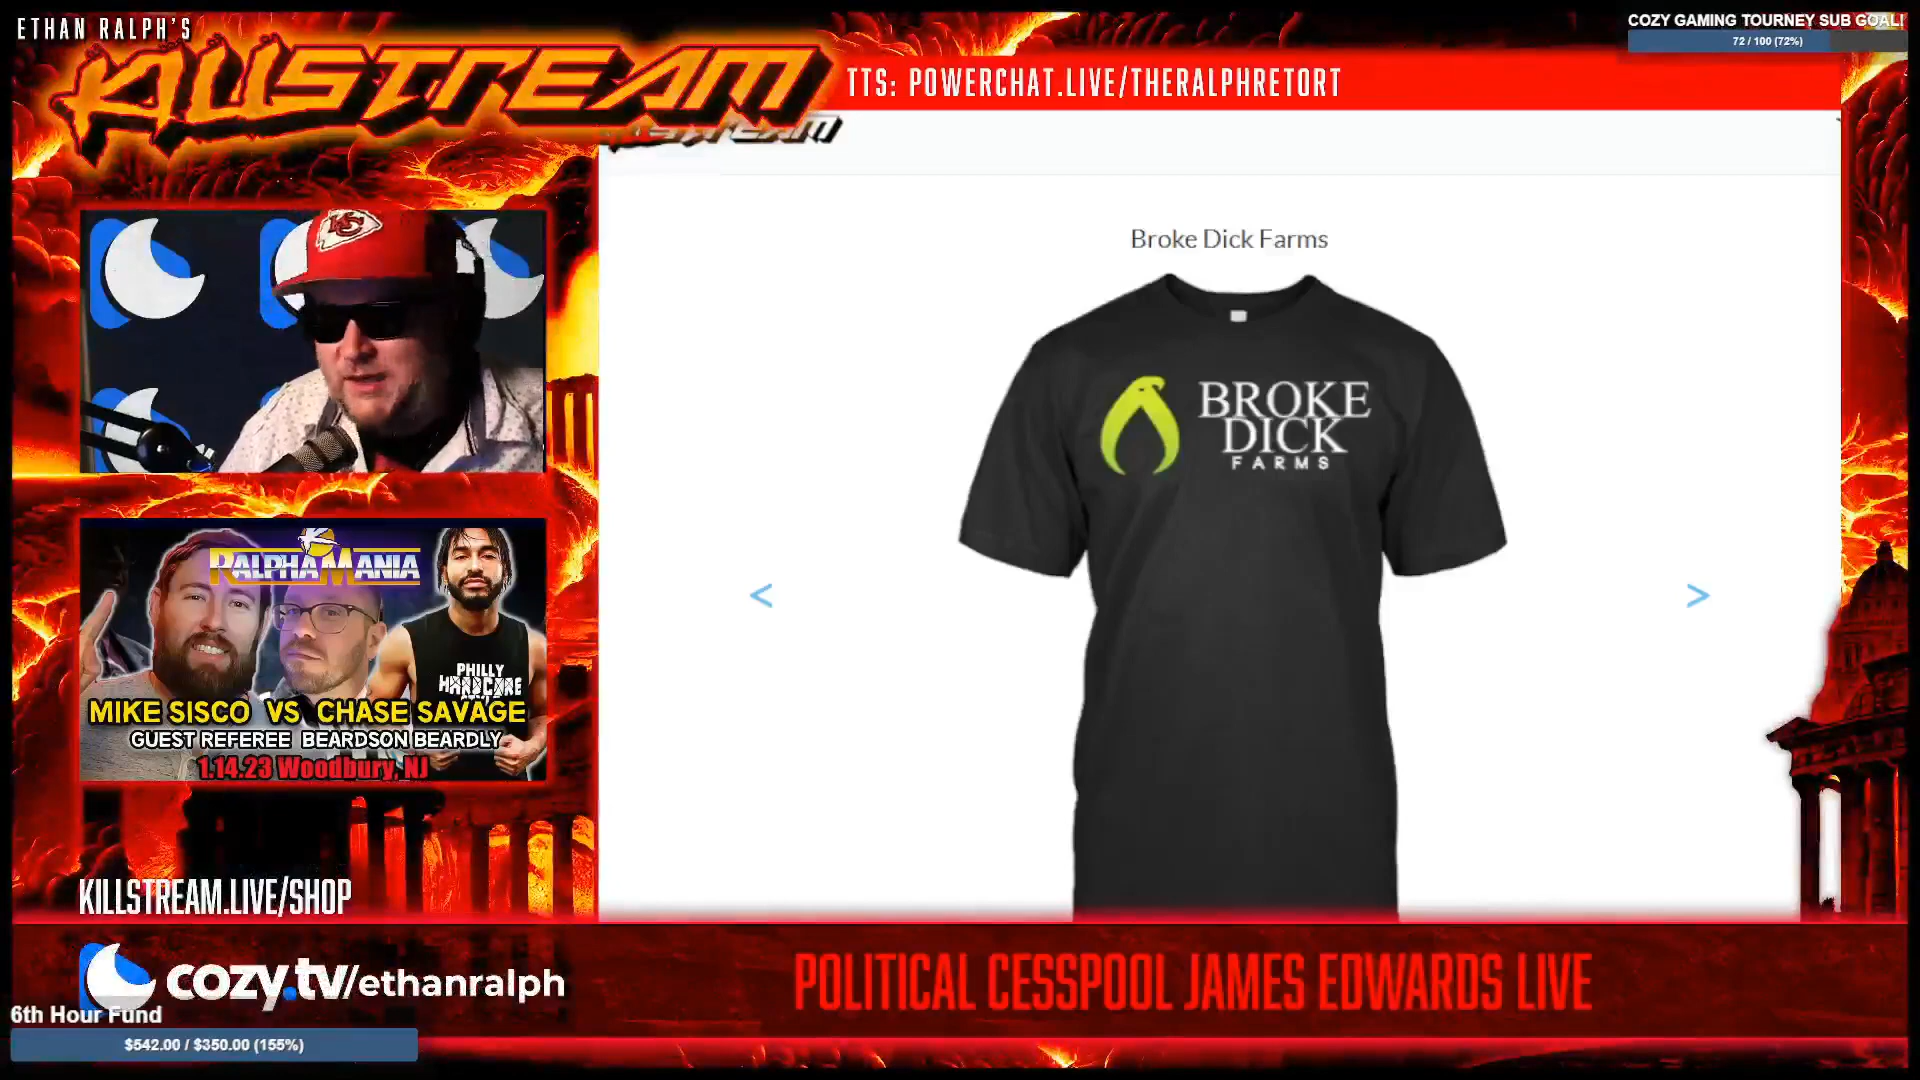 ETHAN RALPH'S
KILLSTREAM
TTS: POWERCHAT.LIVE/THERALPHRETORT
COZY GAMING TOURNEY SUB GOAL!
72 / 100 (72%)
KC
Broke Dick Farms
BROKE
DICK
FARMS
<
>
RALPHAMANIA
PHILLY
HARDCORE
MIKE SISCO VS CHASE SAVAGE
GUEST REFEREE BEARDSON BEARDLY
1.14.23 Woodbury, NJ
KILLSTREAM.LIVE/SHOP
cozy.tv/ethanralph
POLITICAL CESSPOOL JAMES EDWARDS LIVE
6th Hour Fund
$542.00 / $350.00 (155%)